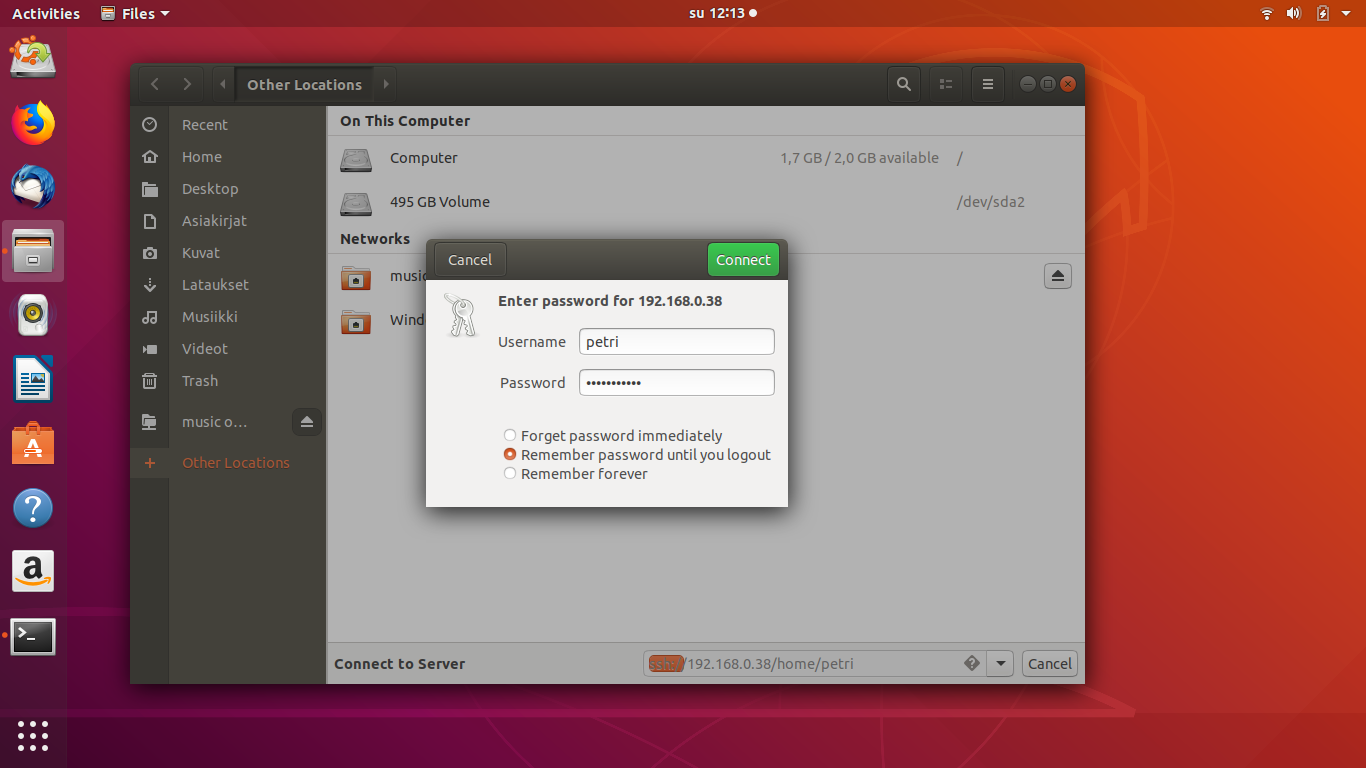 Activities Files su 12:13
Other Locations
Recent
Home
Desktop
Asiakirjat
Kuvat
Lataukset
Musiikki
Videot
Trash
music o…
Other Locations
On This Computer
Computer 1,7 GB / 2,0 GB available /
495 GB Volume /dev/sda2
Networks
music
Wind
Cancel Connect
Enter password for 192.168.0.38
Username petri
Password •••••••••••
Forget password immediately
Remember password until you logout
Remember forever
Connect to Server ssh://192.168.0.38/home/petri Cancel